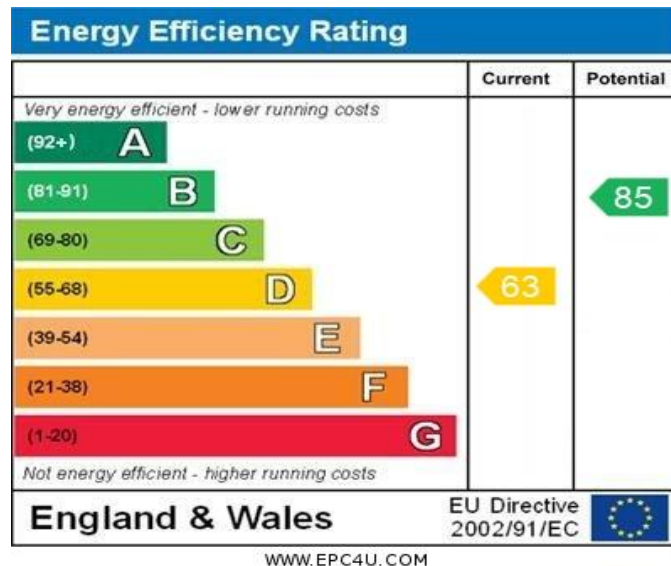 Energy Efficiency Rating
Current Potential
Very energy efficient - lower running costs
(92+) A
(81-91) B
85
(69-80) C
(55-68) D
63
(39-54) E
(21-38) F
(1-20) G
Not energy efficient - higher running costs
England & Wales
EU Directive
2002/91/EC
WWW.EPC4U.COM